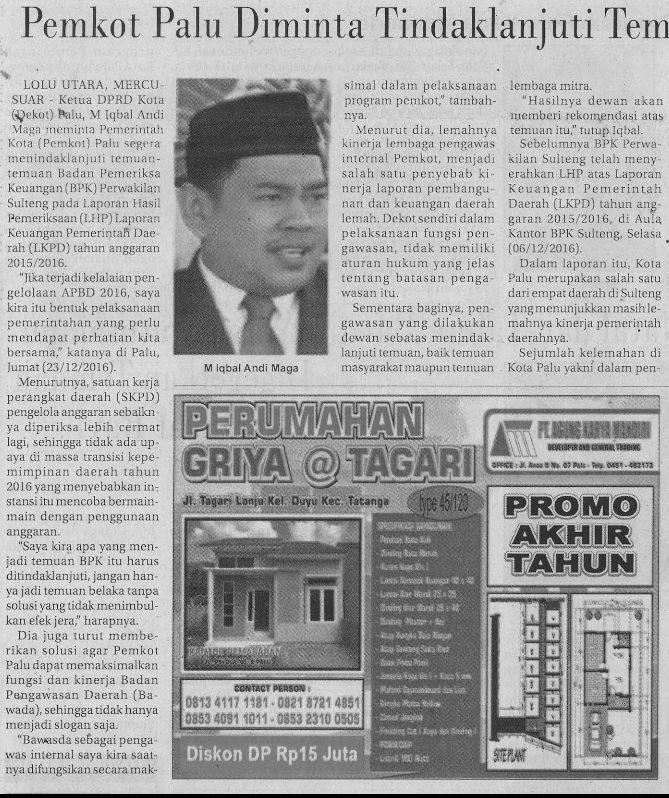 Pemkot Palu Diminta Tindaklanjuti Tem
LOLU UTARA, MERCU-
SUAR - Ketua DPRD Kota
(Dekot) Palu, M Iqbal Andi
Maga meminta Pemerintah
Kota (Pemkot) Palu segera
menindaklanjuti temuan-
temuan Badan Pemeriksa
Keuangan (BPK) Perwakilan
Sulteng pada Laporan Hasil
Pemeriksaan (LHP) Laporan
Keuangan Pemerintah Dae-
rah (LKPD) tahun anggaran
2015/2016.
"Jika terjadi kelalaian pen-
gelolaan APBD 2016, saya
kira itu bentuk pelaksanaan
pemerintahan yang perlu
mendapat perhatian kita
bersama," katanya di Palu,
Jumat (23/12/2016).
Menurutnya, satuan kerja
perangkat daerah (SKPD)
pengelola anggaran sebaikn-
ya diperiksa lebih cermat
lagi, sehingga tidak ada up-
aya di massa transisi kepe-
mimpinan daerah tahun
2016 yang menyebabkan in-
stansi itu mencoba bermain-
main dengan penggunaan
anggaran.
"Saya kira apa yang men-
jadi temuan BPK itu harus
ditindaklanjuti, jangan han-
ya jadi temuan belaka tanpa
solusi yang tidak menimbul-
kan efek jera," harapnya.
Dia juga turut membe-
rikan solusi agar Pemkot
Palu dapat memaksimalkan
fungsi dan kinerja Badan
Pengawasan Daerah (Ba-
wada), sehingga tidak hanya
menjadi slogan saja.
"Bawasda sebagai penga-
was internal saya kira saat-
nya difungsikan secara mak-
M Iqbal Andi Maga
simal dalam pelaksanaan
program pemkot," tambah-
nya.
Menurut dia, lemahnya
kinerja lembaga pengawas
internal Pemkot, menjadi
salah satu penyebab ki-
nerja laporan pembangu-
nan dan keuangan daerah
lemah. Dekot sendiri dalam
pelaksanaan fungsi pen-
gawasan, tidak memiliki
aturan hukum yang jelas
tentang batasan penga-
wasan itu.
Sementara baginya, pen-
gawasan yang dilakukan
dewan sebatas menindak-
lanjuti temuan, baik temuan
masyarakat maupun temuan
lembaga mitra.
"Hasilnya dewan akan
memberi rekomendasi atas
temuan itu," tutup Iqbal.
Sebelumnya BPK Perwa-
kilan Sulteng telah meny-
erahkan LHP atas Laporan
Keuangan Pemerintah
Daerah (LKPD) tahun ang-
garan 2015/2016, di Aula
Kantor BPK Sulteng, Selasa
(06/12/2016).
Dalam laporan itu, Kota
Palu merupakan salah satu
dari empat daerah di Sulteng
yang menunjukkan masih le-
mahnya kinerja pemerintah
daerahnya.
Sejumlah kelemahan di
Kota Palu yakni dalam pen-
PERUMAHAN
GRIYA @ TAGARI
Jl. Tagari Lonju Kel. Duyu Kec. Tatanga
type 45/120
CONTACT PERSON :
0813 4117 1181 - 0821 8721 4851
0853 4091 1011 - 0853 2310 0505
Diskon DP Rp15 Juta
PT. AGUNG KARYA MANDIRI
DEVELOPER AND GENERAL TRADING
PROMO
AKHIR
TAHUN
SITE PLANT